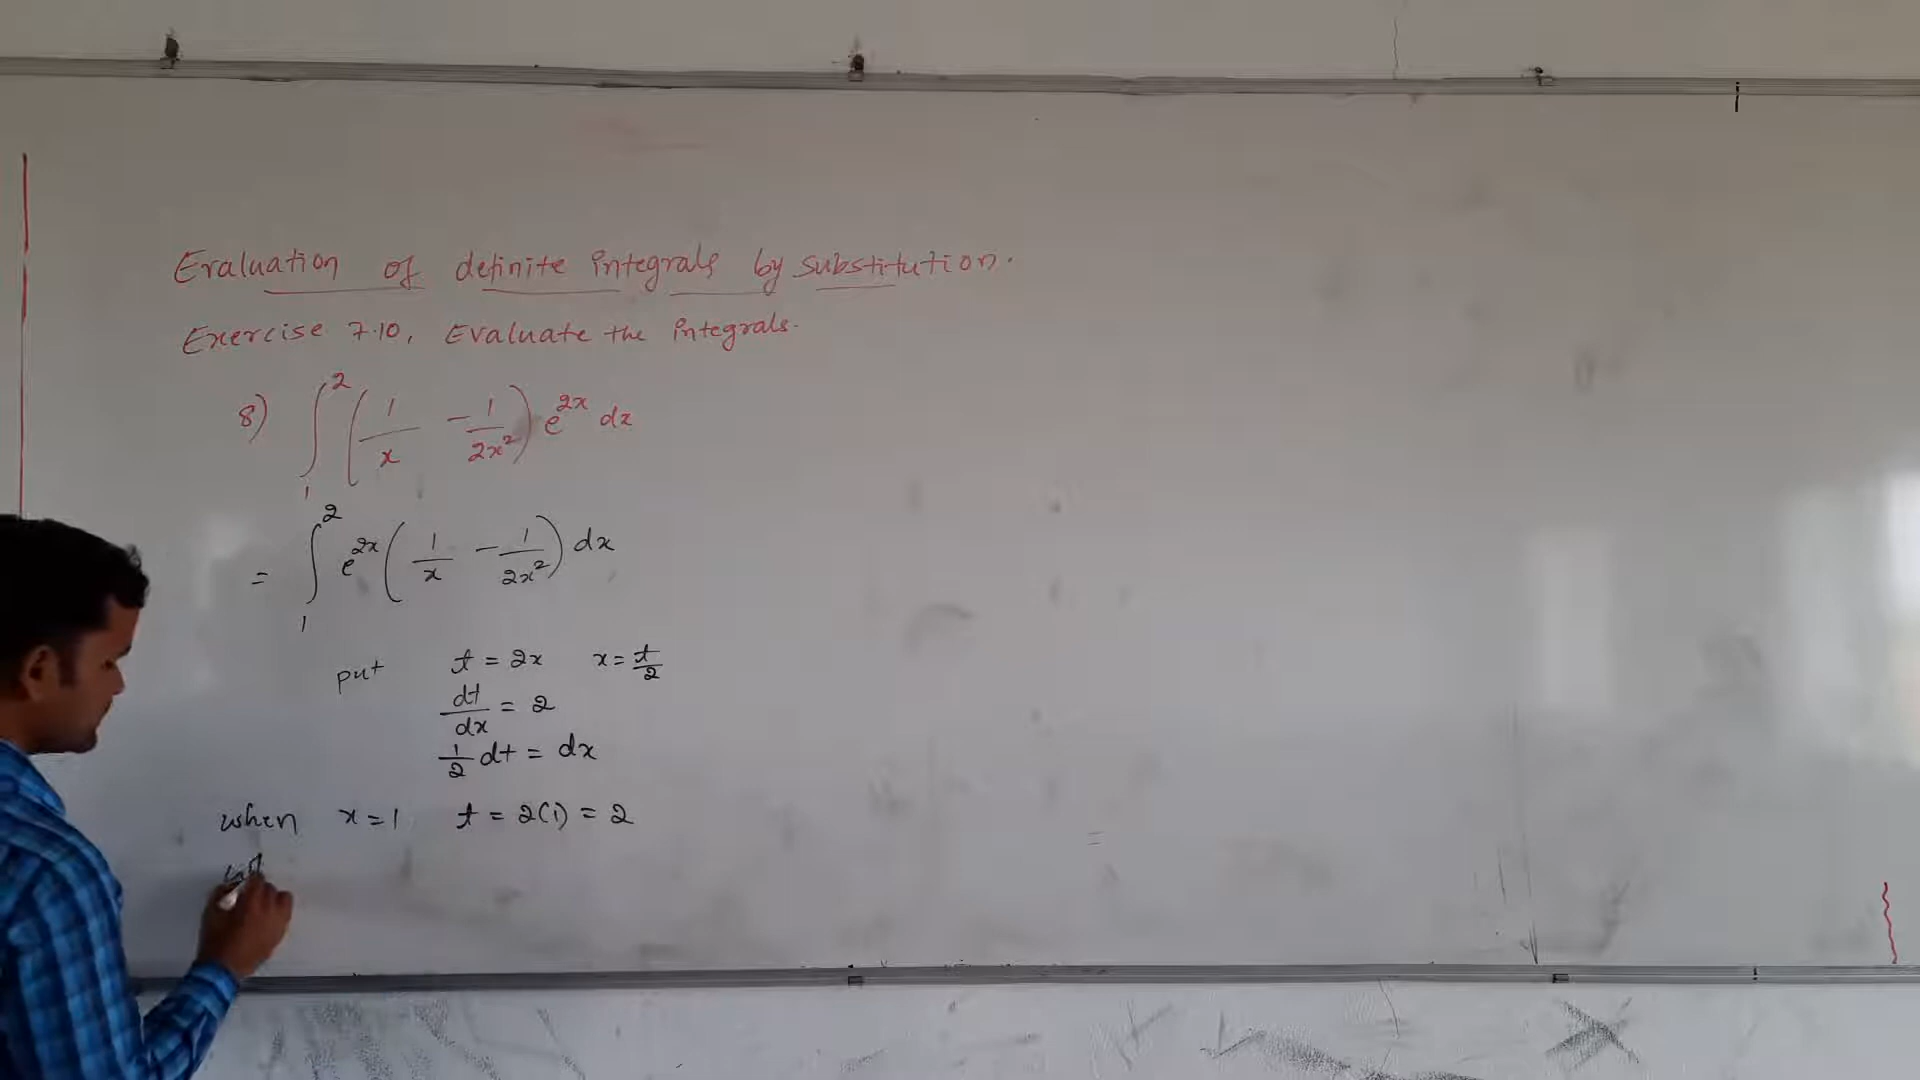 Evaluation of definite integrals by substitution.
Exercise 7.10, Evaluate the integrals.
8) ∫₁² (1/x - 1/2x²) e^2x dx
= ∫₁² e^2x (1/x - 1/2x²) dx
put t = 2x x = t/2
dt/dx = 2
1/2 dt = dx
when x = 1 t = 2(1) = 2